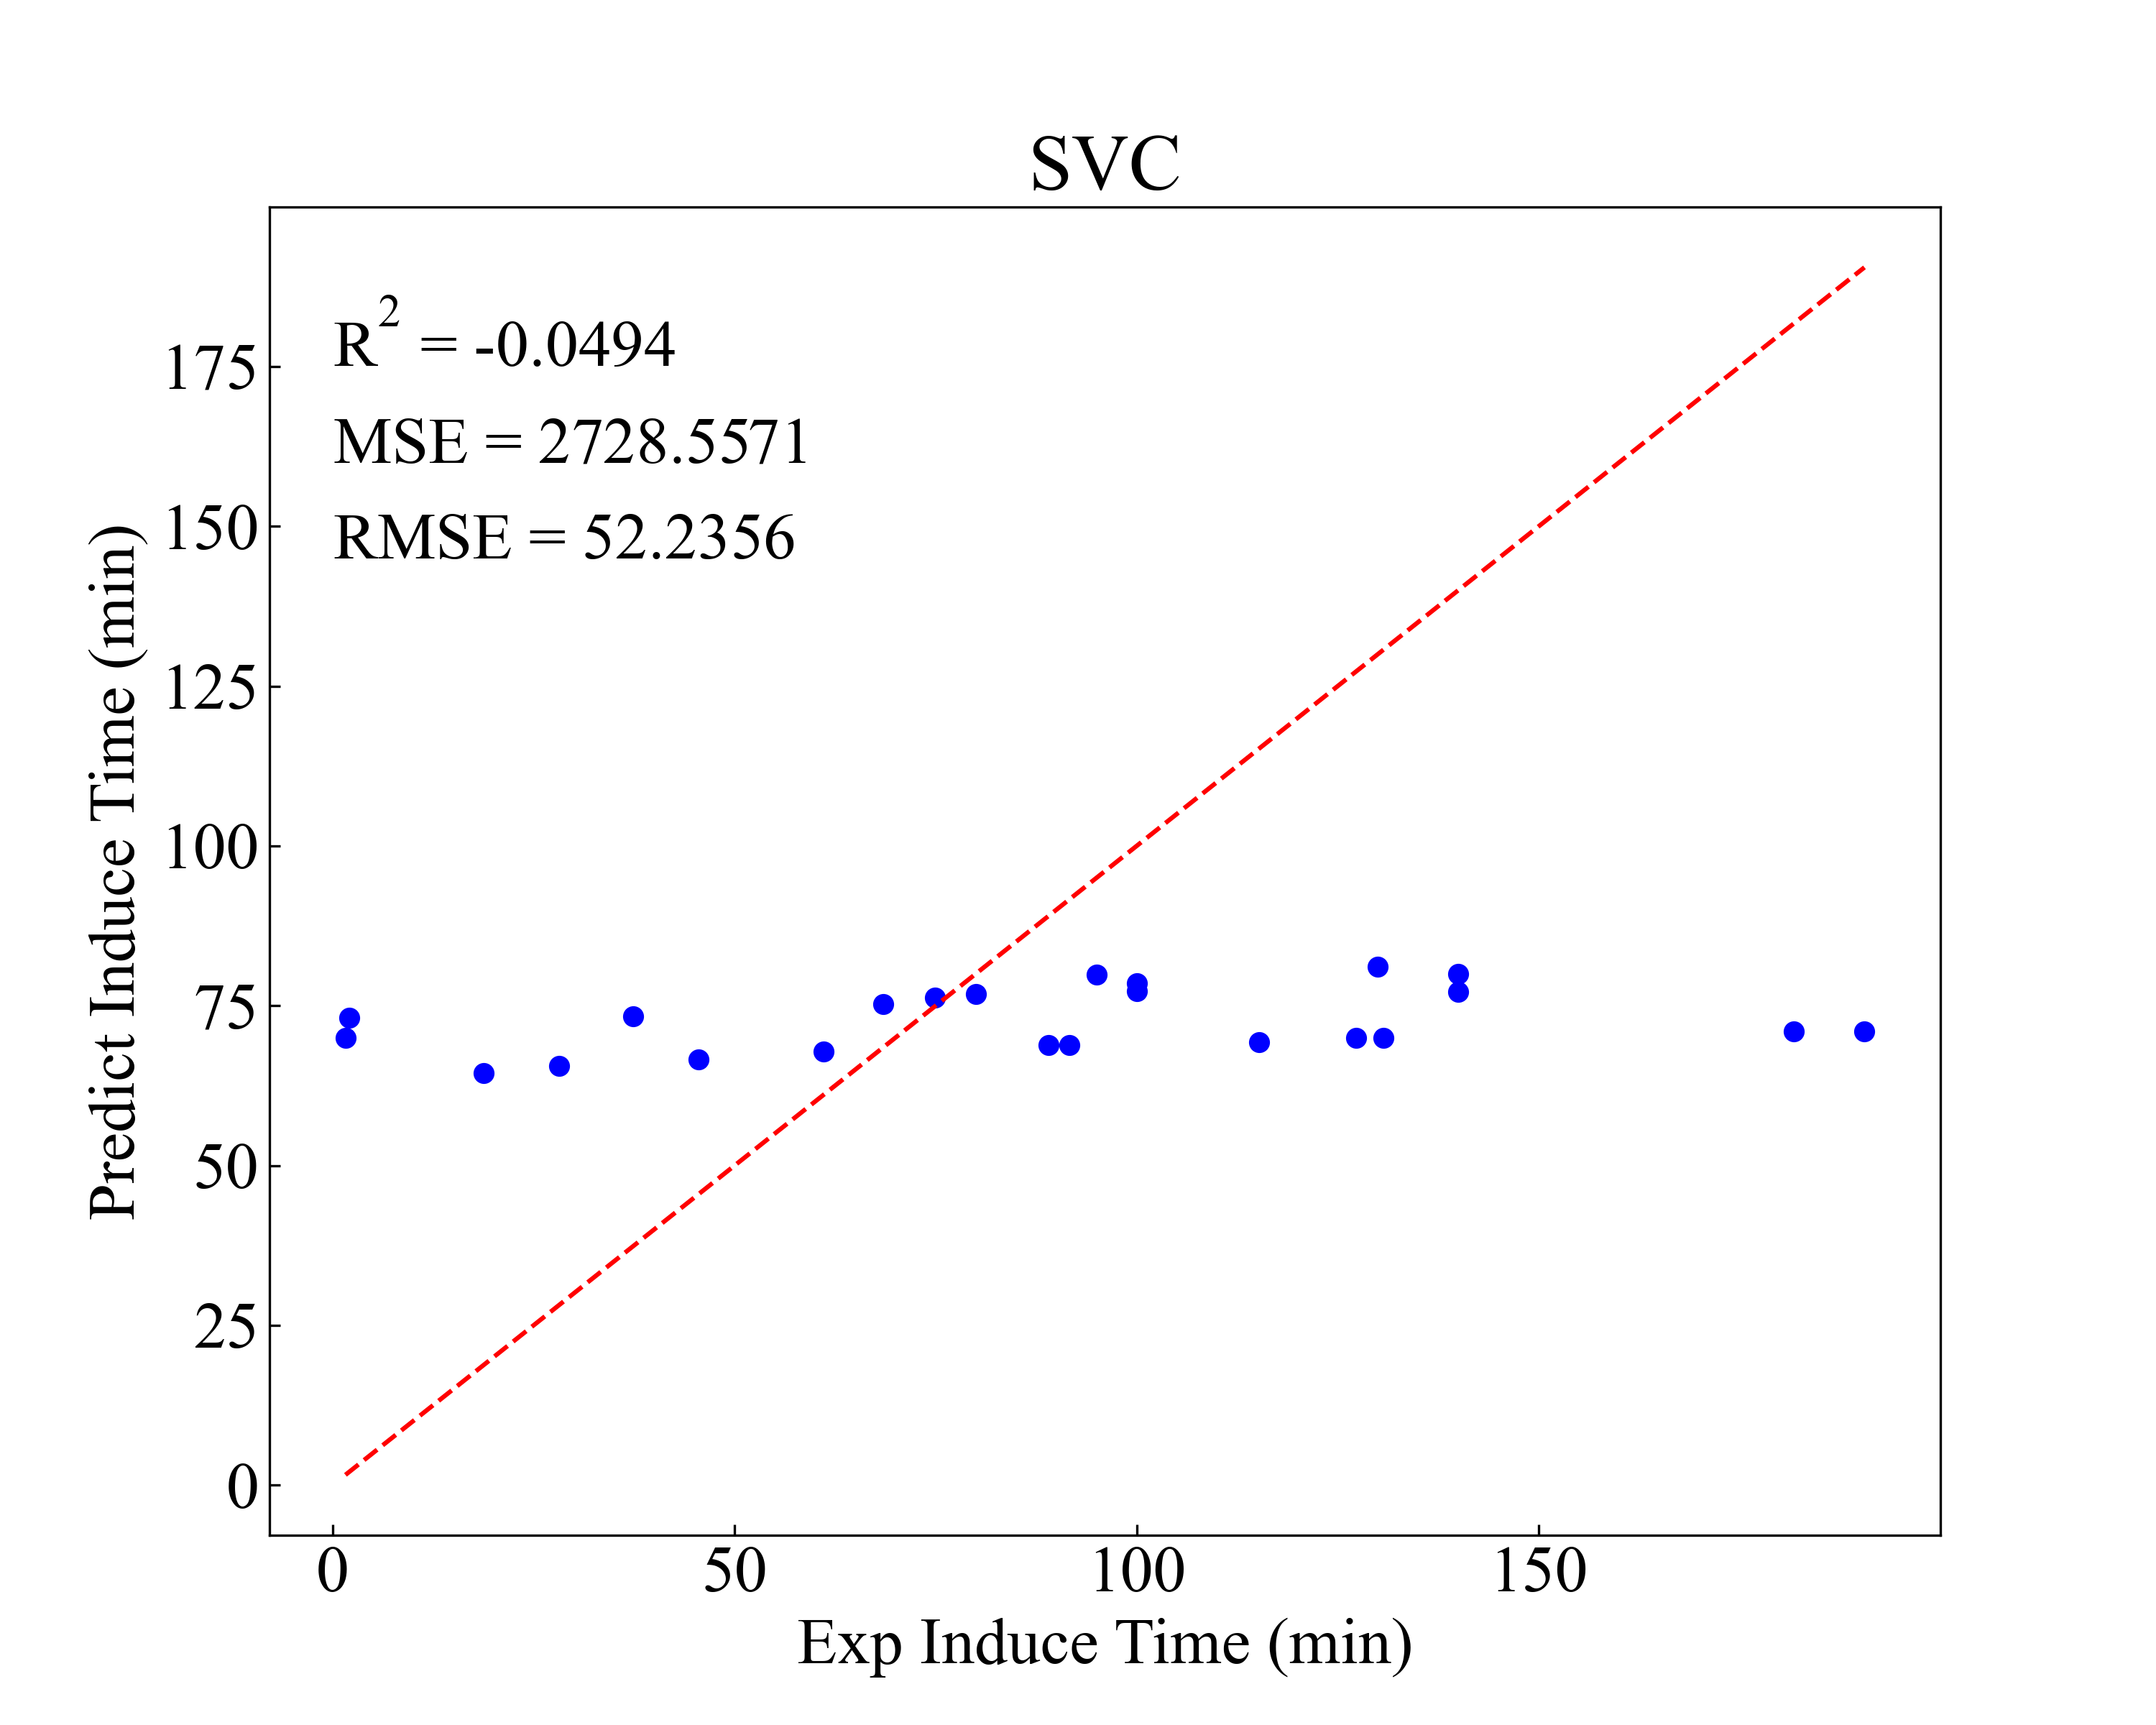 SVC
R² = -0.0494
MSE = 2728.5571
RMSE = 52.2356
Predict Induce Time (min)
175
150
125
100
75
50
25
0
0 50 100 150
Exp Induce Time (min)